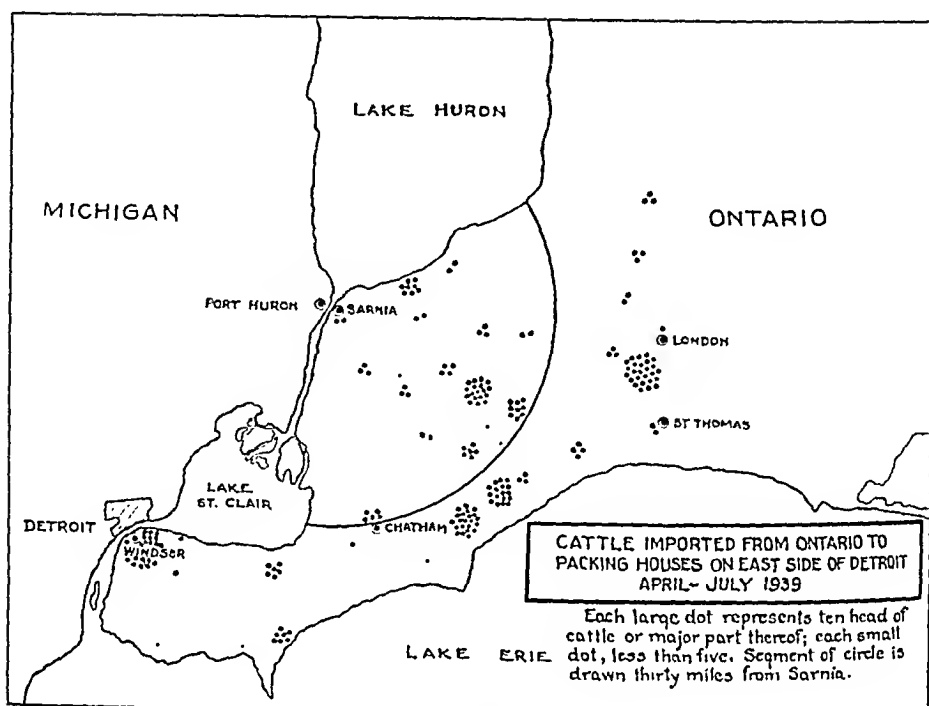 LAKE HURON
MICHIGAN
ONTARIO
PORT HURON
SARNIA
LONDON
ST THOMAS
LAKE
ST. CLAIR
DETROIT
CHATHAM
WINDSOR
CATTLE IMPORTED FROM ONTARIO TO
PACKING HOUSES ON EAST SIDE OF DETROIT
APRIL- JULY 1939
Each large dot represents ten head of
cattle or major part thereof; each small
dot, less than five. Segment of circle is
drawn thirty miles from Sarnia.
LAKE ERIE